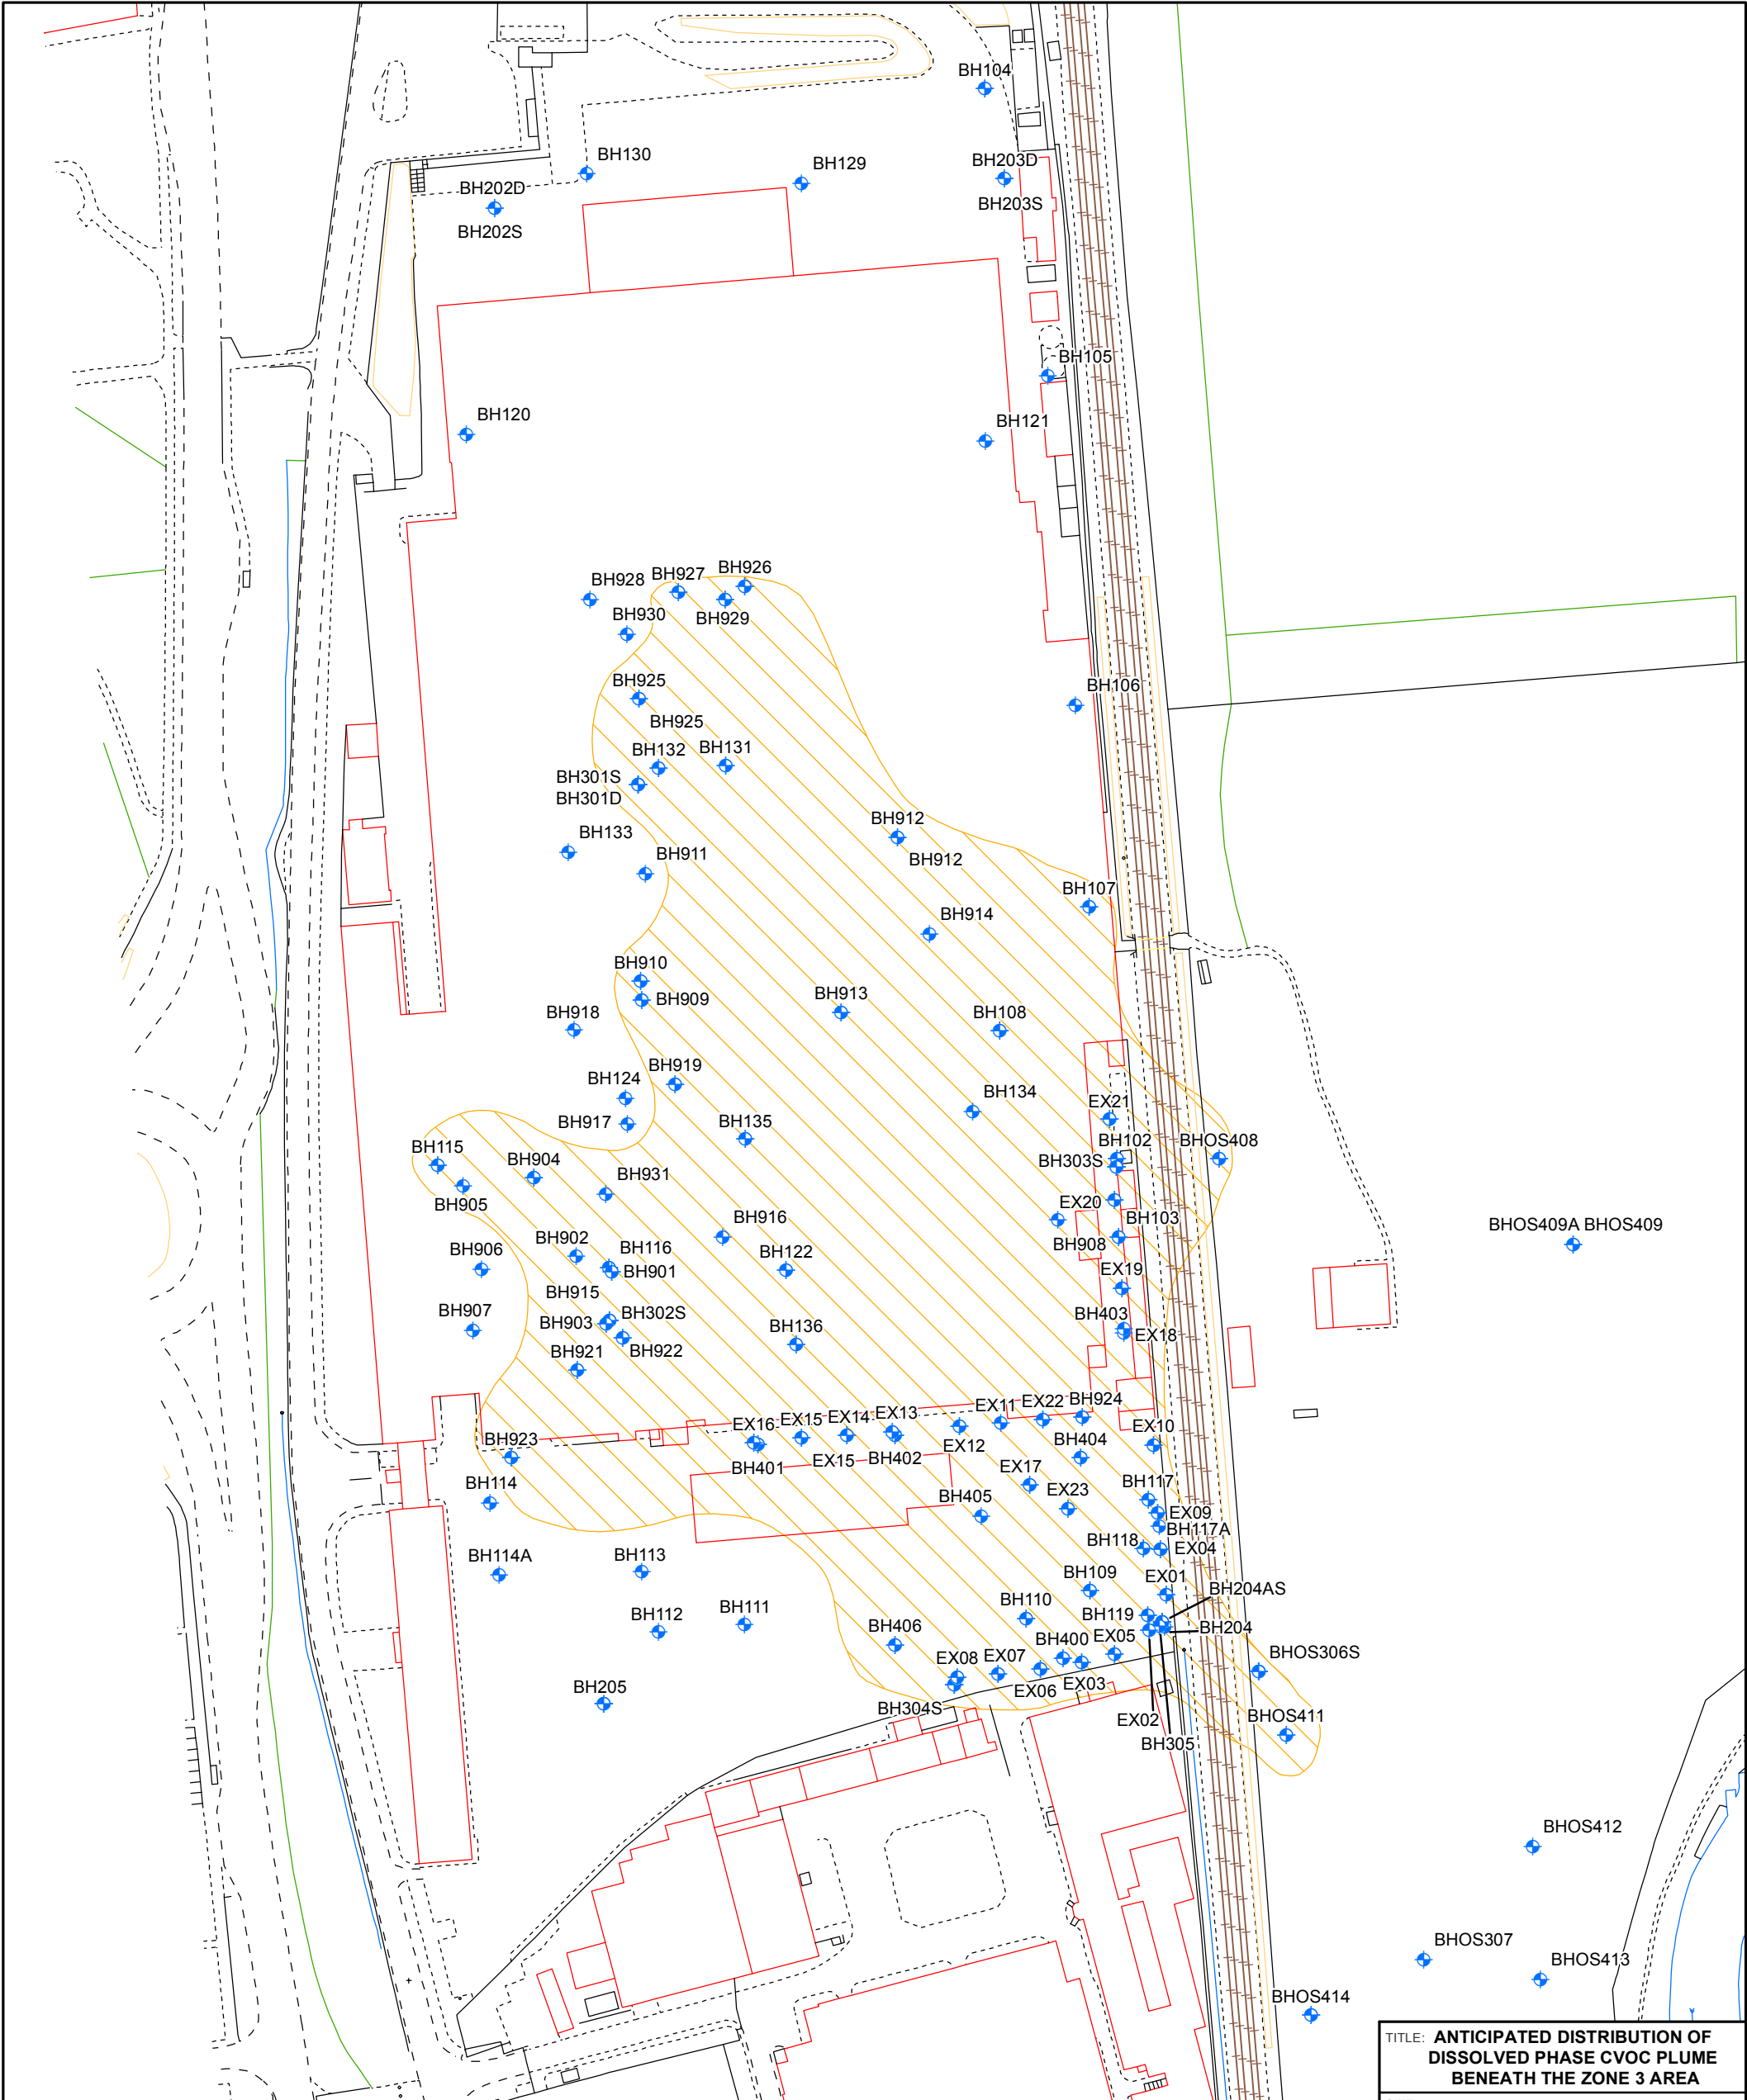 BH104
BH130
BH129
BH203D
BH202D
BH203S
BH202S
BH105
BH120
BH121
BH928
BH927
BH926
BH930
BH929
BH925
BH106
BH925
BH132
BH131
BH301S
BH301D
BH912
BH133
BH911
BH912
BH107
BH914
BH910
BH909
BH913
BH918
BH108
BH919
BH124
BH134
EX21
BH917
BH135
BH102
BHOS408
BH115
BH904
BH303S
BH931
BH905
EX20
BH103
BH916
BHOS409A BHOS409
BH902
BH908
BH906
BH116
BH122
BH901
EX19
BH915
BH302S
BH907
BH903
BH403
BH136
EX18
BH922
BH921
EX16
EX15
EX14
EX13
EX11
EX22
BH924
EX10
BH923
EX12
BH401
EX15
BH402
BH404
EX17
BH114
EX23
BH117
BH405
EX09
BH117A
BH118
EX04
BH114A
BH113
BH109
EX01
BH204AS
BH110
BH119
BH112
BH111
BH406
BH204
BH400
EX05
EX08
EX07
BHOS306S
BH205
EX06
EX03
BH304S
EX02
BHOS411
BH305
BHOS412
BHOS307
BHOS413
BHOS414
TITLE: ANTICIPATED DISTRIBUTION OF
DISSOLVED PHASE CVOC PLUME
BENEATH THE ZONE 3 AREA